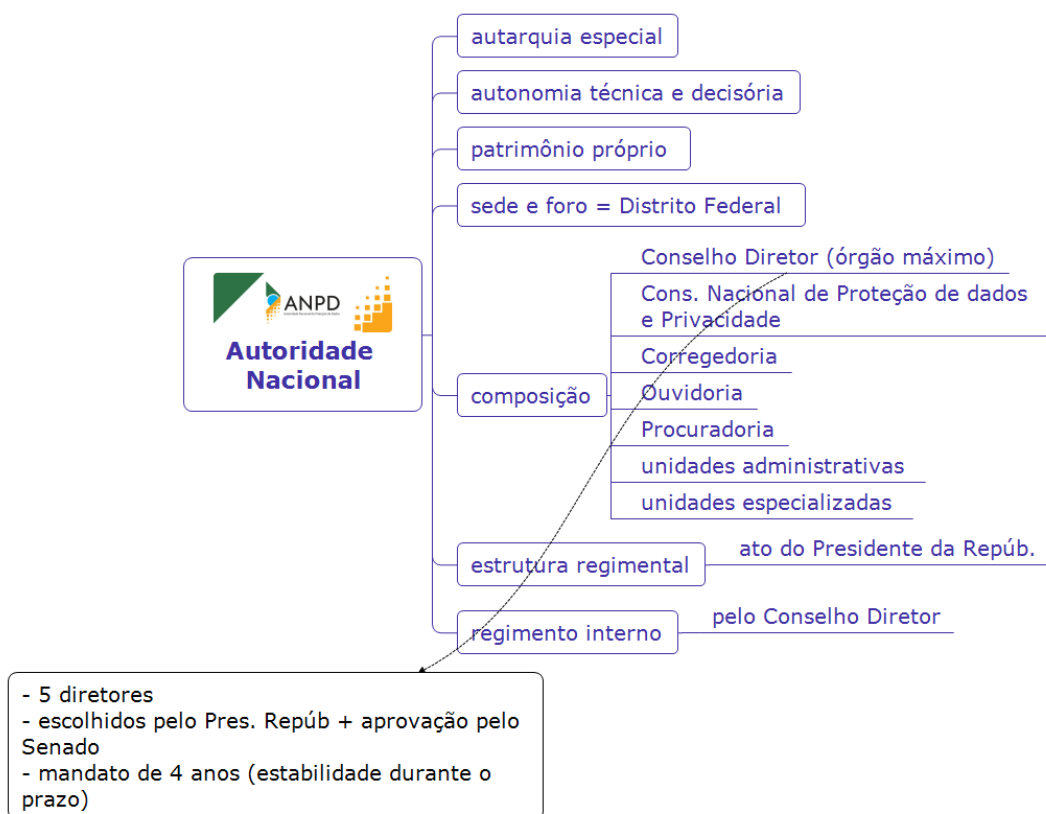 autarquia especial
autonomia técnica e decisória
patrimônio próprio
sede e foro = Distrito Federal
ANPD
Autoridade
Nacional
composição
Conselho Diretor (órgão máximo)
Cons. Nacional de Proteção de dados
e Privacidade
Corregedoria
Ouvidoria
Procuradoria
unidades administrativas
unidades especializadas
estrutura regimental
ato do Presidente da Repúb.
regimento interno
pelo Conselho Diretor
- 5 diretores
- escolhidos pelo Pres. Repúb + aprovação pelo
Senado
- mandato de 4 anos (estabilidade durante o
prazo)